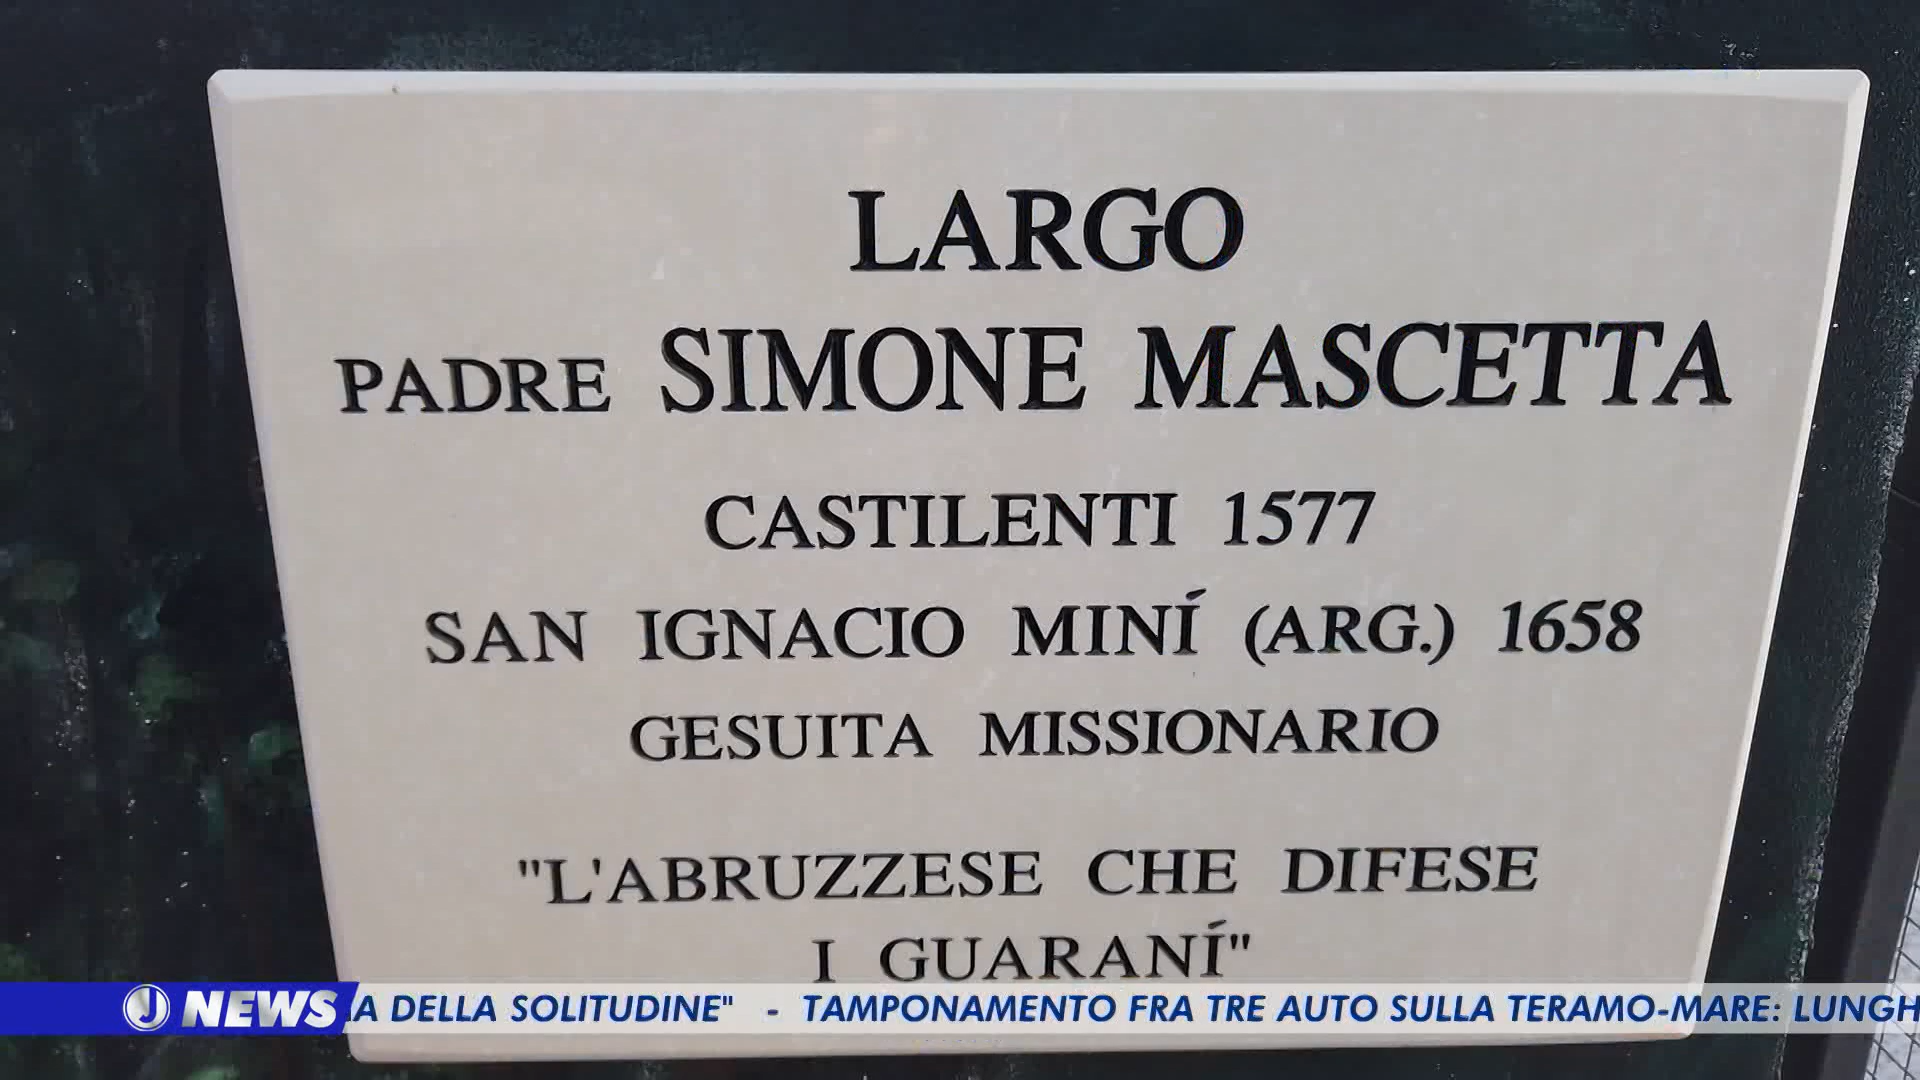 LARGO
PADRE SIMONE MASCETTA
CASTILENTI 1577
SAN IGNACIO MINÍ (ARG.) 1658
GESUITA MISSIONARIO
"L'ABRUZZESE CHE DIFESE
I GUARANÍ"
J NEWS DELLA SOLITUDINE" - TAMPONAMENTO FRA TRE AUTO SULLA TERAMO-MARE: LUNGH